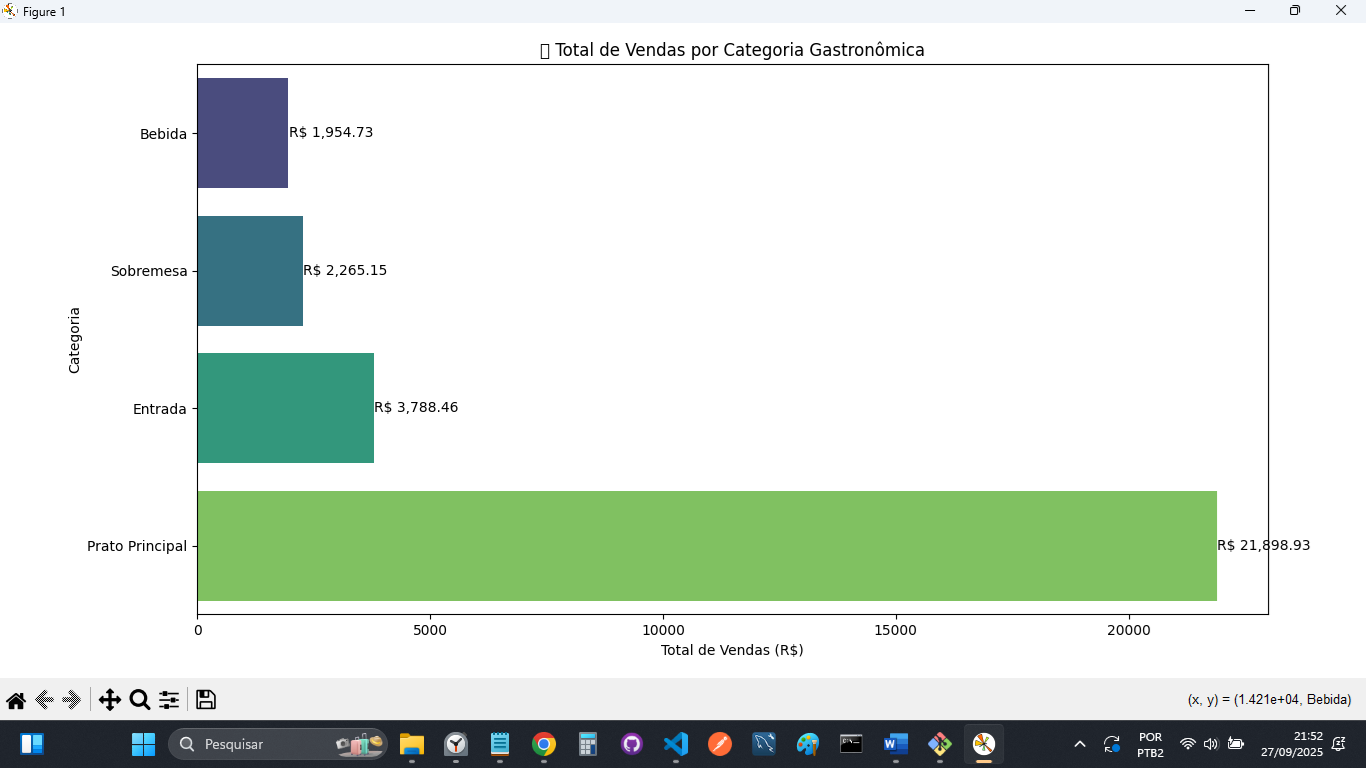 Figure 1
Total de Vendas por Categoria Gastronômica
Categoria
Bebida
R$ 1,954.73
Sobremesa
R$ 2,265.15
Entrada
R$ 3,788.46
Prato Principal
R$ 21,898.93
0 5000 10000 15000 20000
Total de Vendas (R$)
(x, y) = (1.421e+04, Bebida)
Pesquisar
POR
PTB2
21:52
27/09/2025